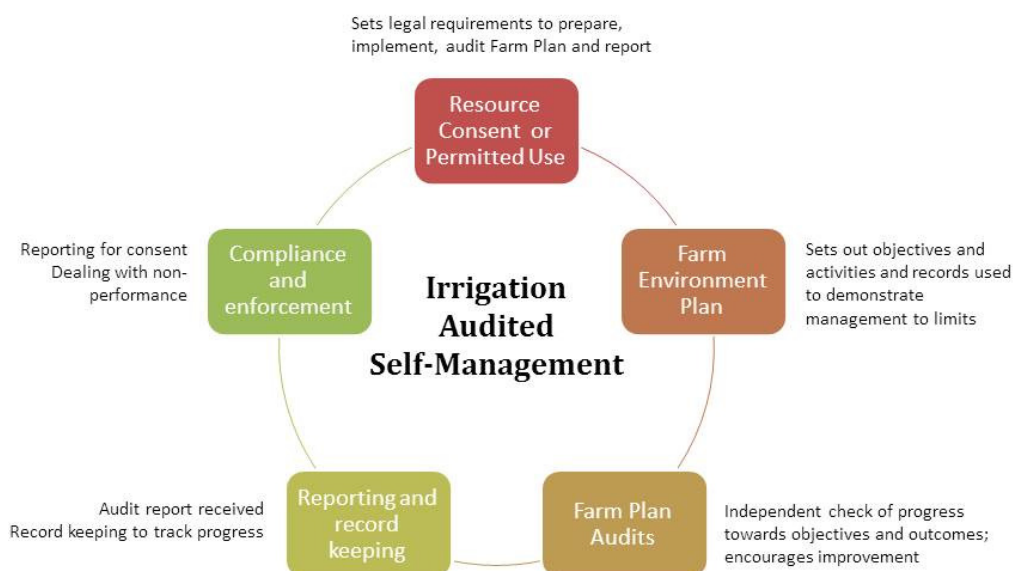 Sets legal requirements to prepare,
implement, audit Farm Plan and report
Resource
Consent or
Permitted Use
Farm
Environment
Plan
Sets out objectives and
activities and records used
to demonstrate
management to limits
Farm Plan
Audits
Independent check of progress
towards objectives and outcomes;
encourages improvement
Reporting and
record
keeping
Audit report received
Record keeping to track progress
Compliance
and
enforcement
Reporting for consent
Dealing with non-
performance
Irrigation
Audited
Self-Management